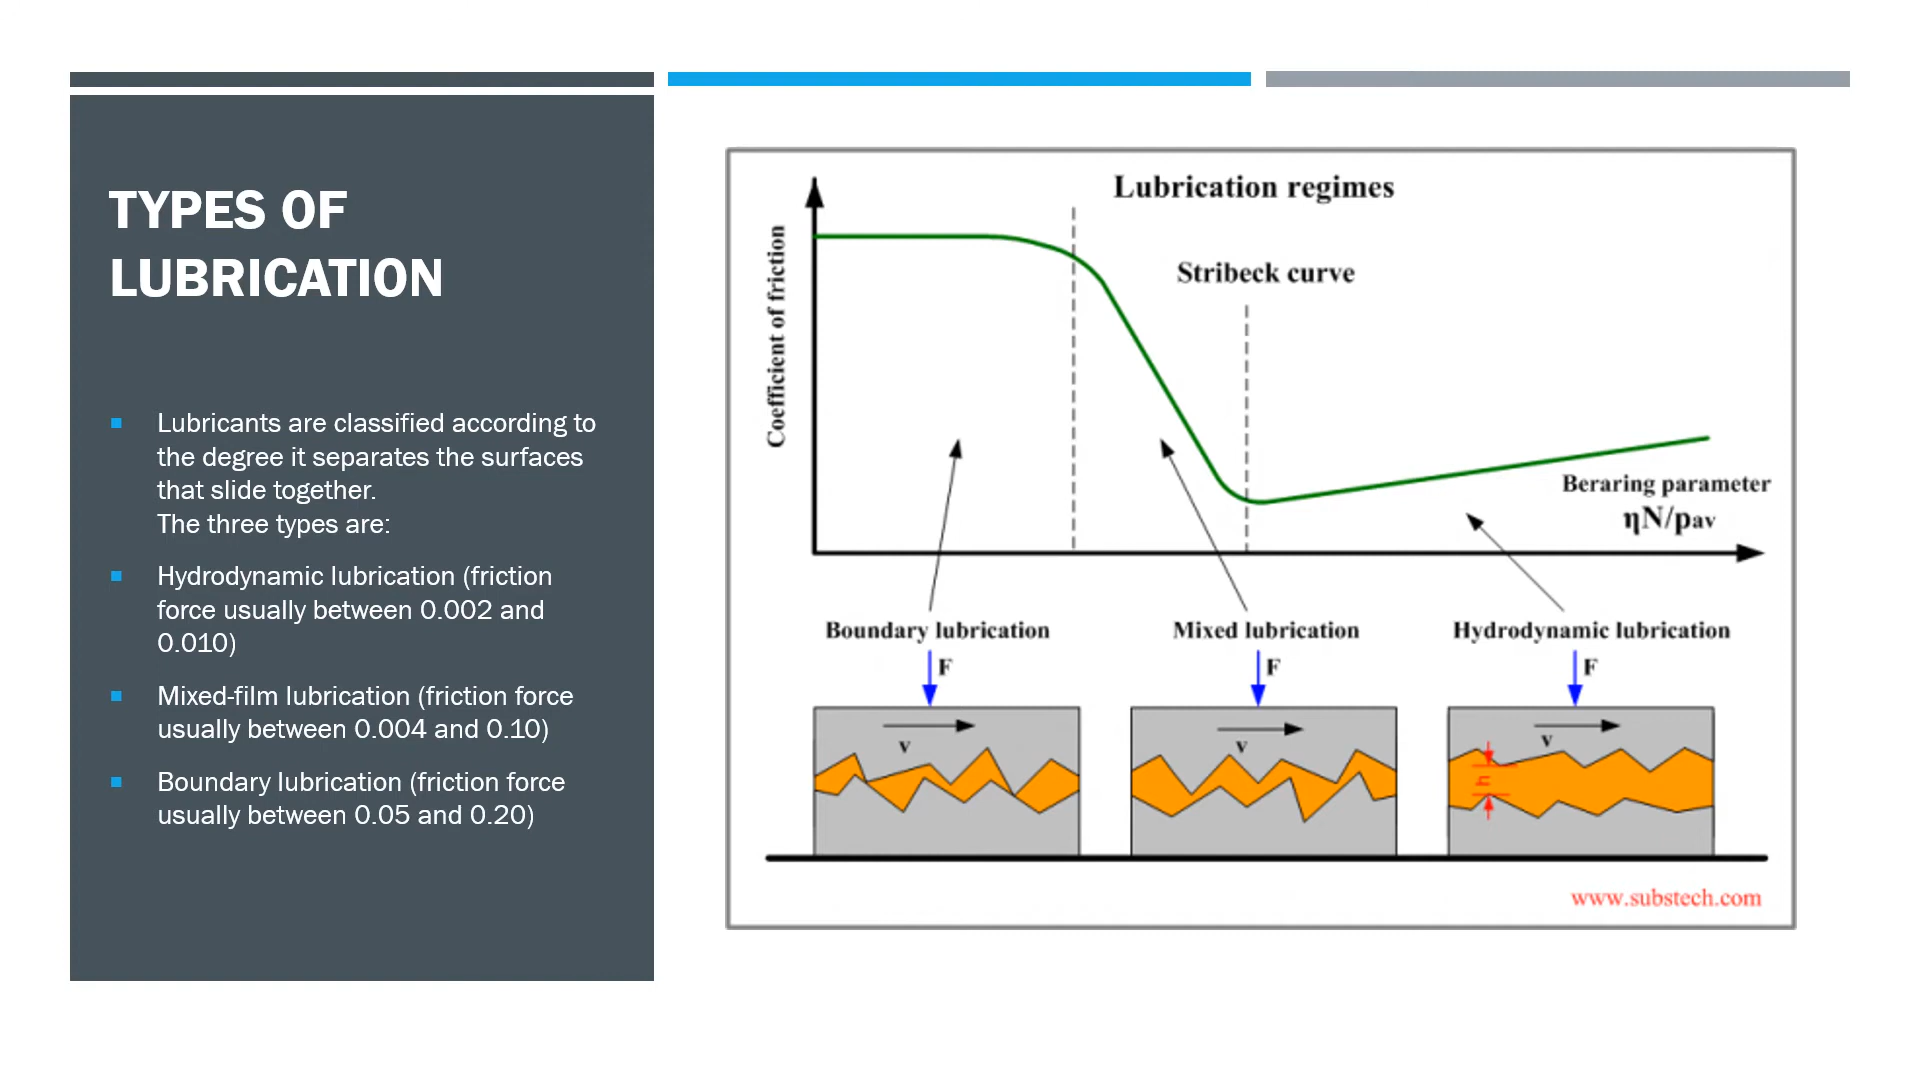 TYPES OF
LUBRICATION
Lubricants are classified according to
the degree it separates the surfaces
that slide together.
The three types are:
Hydrodynamic lubrication (friction
force usually between 0.002 and
0.010)
Mixed-film lubrication (friction force
usually between 0.004 and 0.10)
Boundary lubrication (friction force
usually between 0.05 and 0.20)
Lubrication regimes
Stribeck curve
Coefficient of friction
Beraring parameter
ηN/pav
Boundary lubrication
Mixed lubrication
Hydrodynamic lubrication
F
F
F
v
v
v
h
www.substech.com